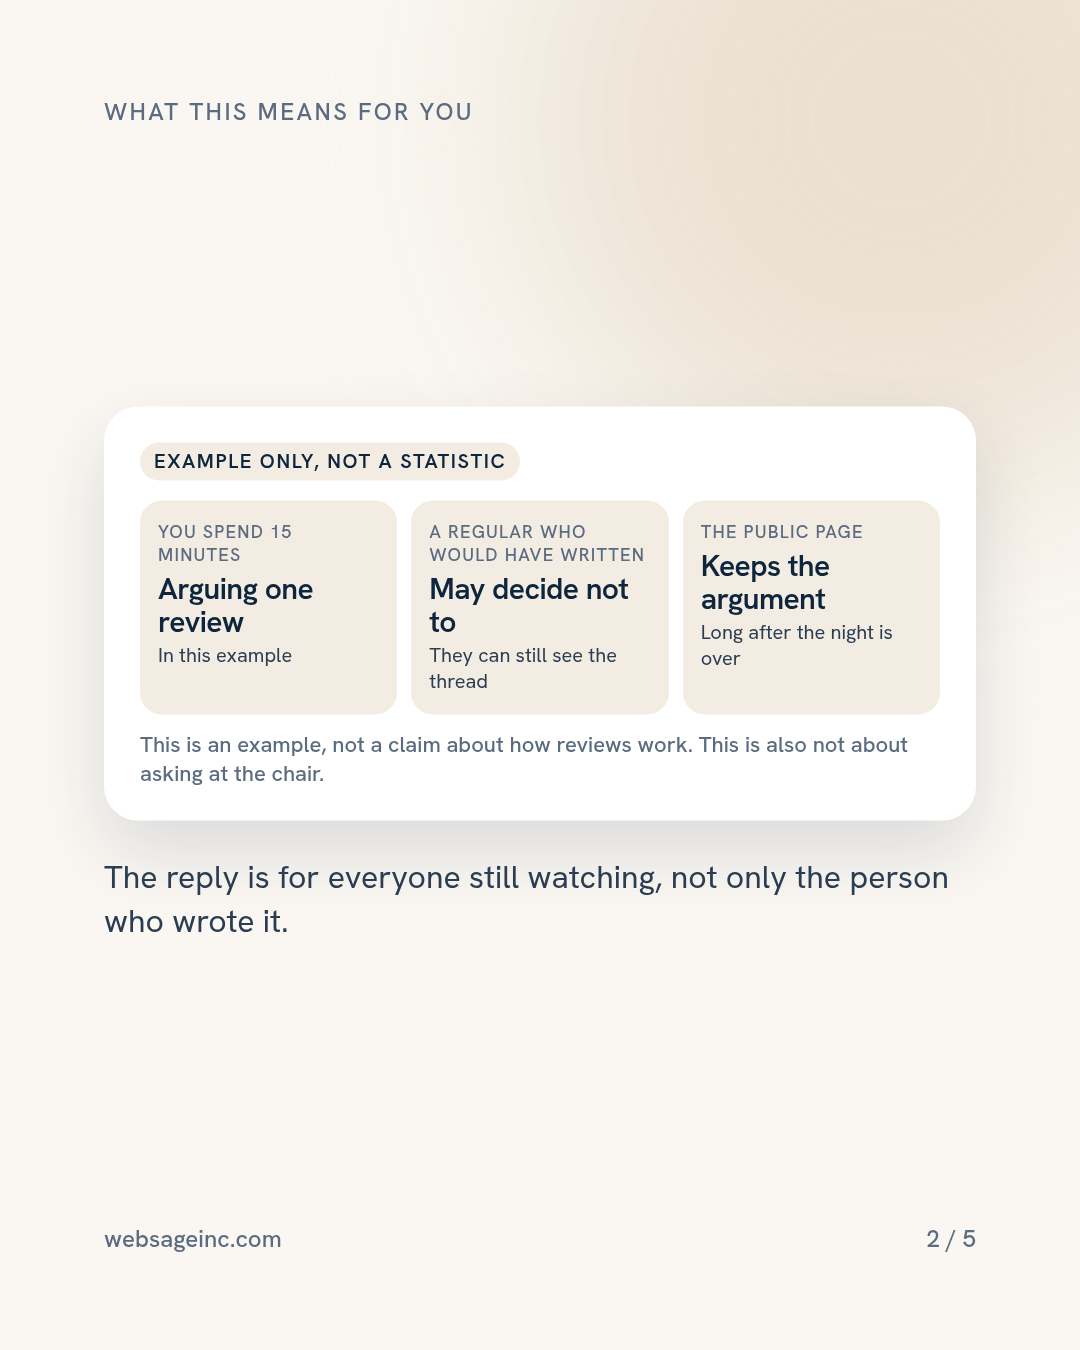 WHAT THIS MEANS FOR YOU
EXAMPLE ONLY, NOT A STATISTIC
YOU SPEND 15
MINUTES
Arguing one
review
In this example
A REGULAR WHO
WOULD HAVE WRITTEN
May decide not
to
They can still see the
thread
THE PUBLIC PAGE
Keeps the
argument
Long after the night is
over
This is an example, not a claim about how reviews work. This is also not about
asking at the chair.
The reply is for everyone still watching, not only the person
who wrote it.
websageinc.com
2 / 5